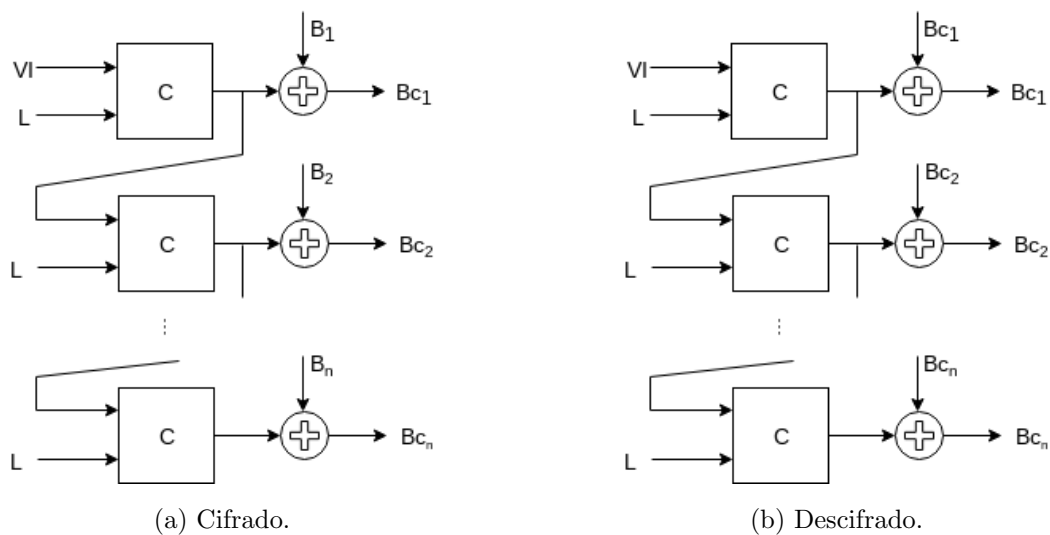 B1
VI
C
L
Bc1
B2
C
L
Bc2
Bn
C
L
Bcn
(a) Cifrado.
Bc1
VI
C
L
Bc1
Bc2
C
L
Bc2
Bcn
C
L
Bcn
(b) Descifrado.